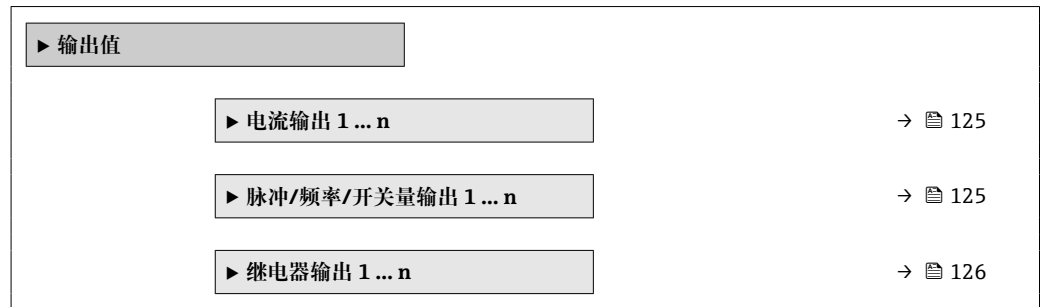 ▶ 输出值
▶ 电流输出 1 ... n → 🖹 125
▶ 脉冲/频率/开关量输出 1 ... n → 🖹 125
▶ 继电器输出 1 ... n → 🖹 126